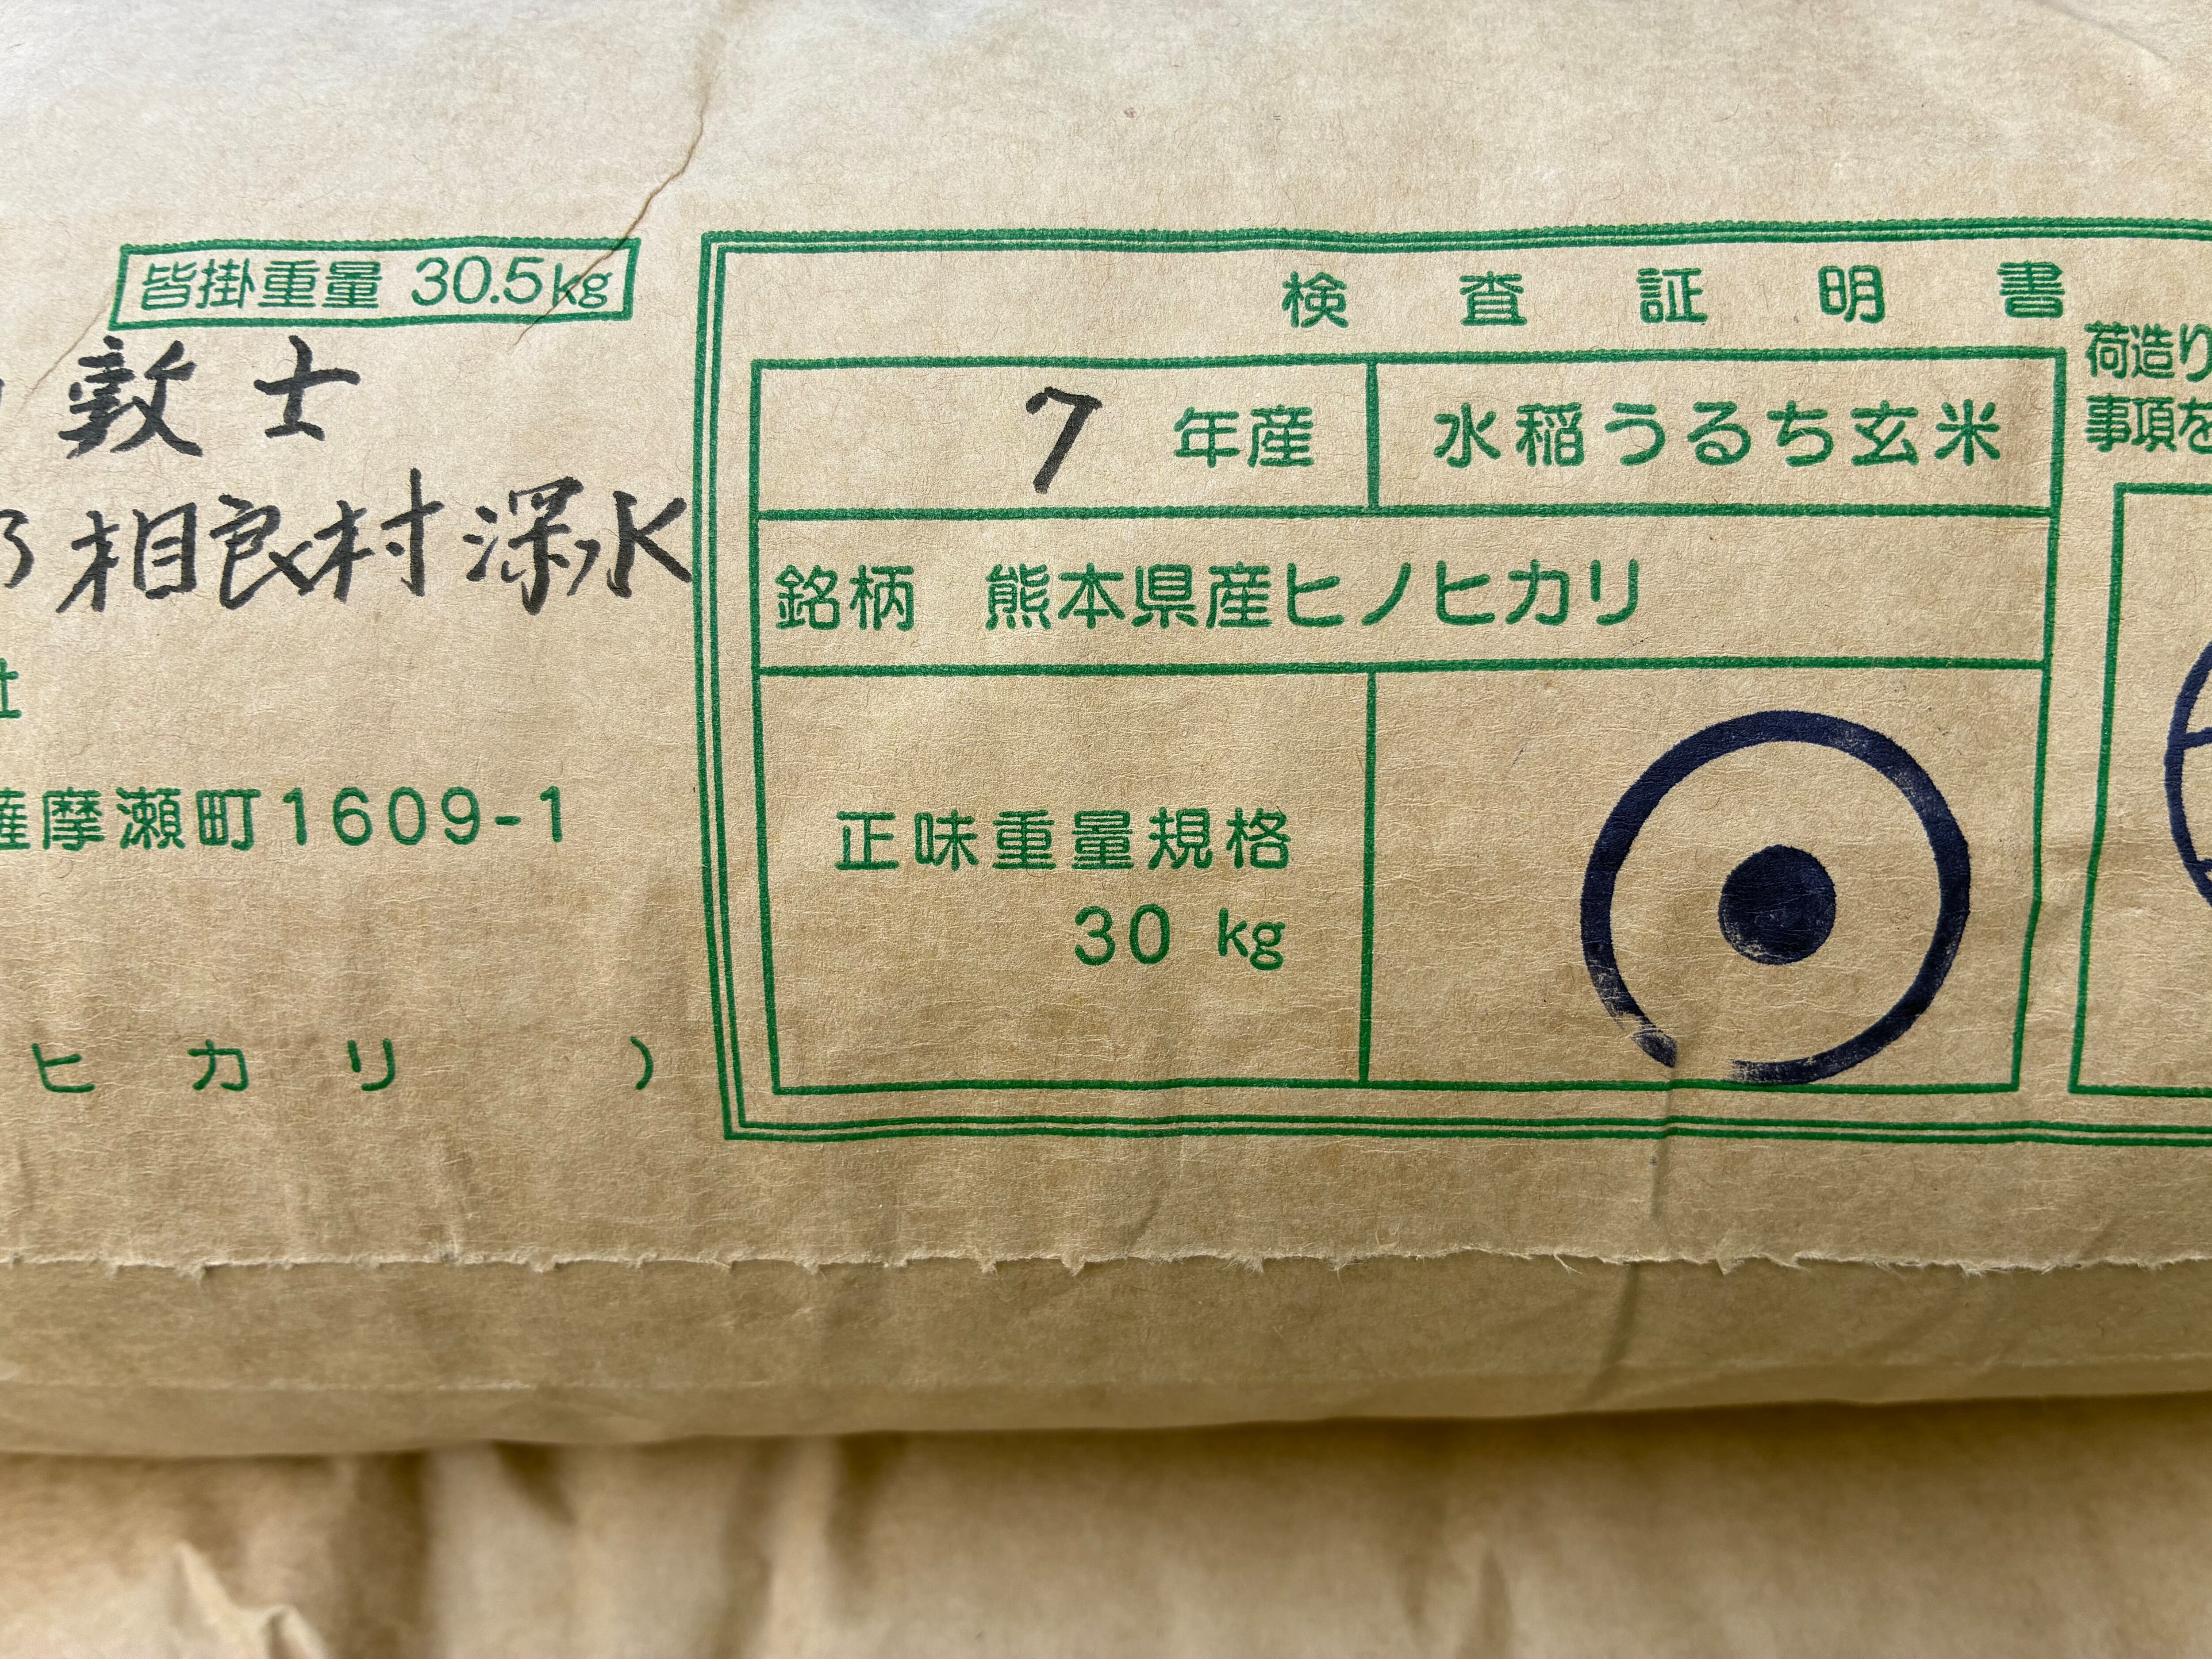 皆掛重量 30.5kg
敦士
相良村深水
社
薩摩瀬町1609-1
ヒカリ )
検査証明書
7年産 水稲うるち玄米
銘柄 熊本県産ヒノヒカリ
正味重量規格
30 kg
荷造り
事項を